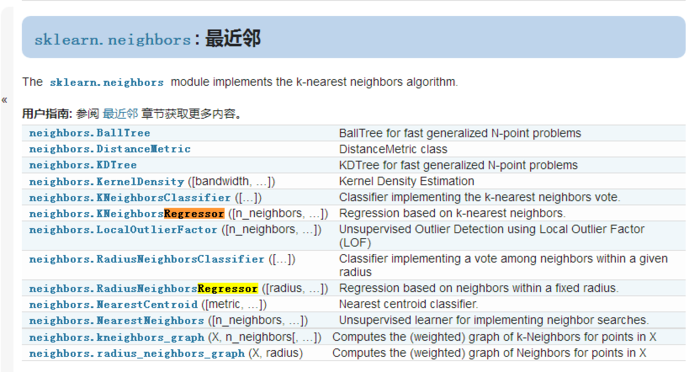 sklearn.neighbors: 最近邻
The sklearn.neighbors module implements the k-nearest neighbors algorithm.
«
用户指南: 参阅 最近邻 章节获取更多内容。
neighbors.BallTree BallTree for fast generalized N-point problems
neighbors.DistanceMetric DistanceMetric class
neighbors.KDTree KDTree for fast generalized N-point problems
neighbors.KernelDensity ([bandwidth, …]) Kernel Density Estimation
neighbors.KNeighborsClassifier ([…]) Classifier implementing the k-nearest neighbors vote.
neighbors.KNeighborsRegressor ([n_neighbors, …]) Regression based on k-nearest neighbors.
neighbors.LocalOutlierFactor ([n_neighbors, …]) Unsupervised Outlier Detection using Local Outlier Factor
(LOF)
neighbors.RadiusNeighborsClassifier ([…]) Classifier implementing a vote among neighbors within a given
radius
neighbors.RadiusNeighborsRegressor ([radius, …]) Regression based on neighbors within a fixed radius.
neighbors.NearestCentroid ([metric, …]) Nearest centroid classifier.
neighbors.NearestNeighbors ([n_neighbors, …]) Unsupervised learner for implementing neighbor searches.
neighbors.kneighbors_graph (X, n_neighbors[, …]) Computes the (weighted) graph of k-Neighbors for points in X
neighbors.radius_neighbors_graph (X, radius) Computes the (weighted) graph of Neighbors for points in X